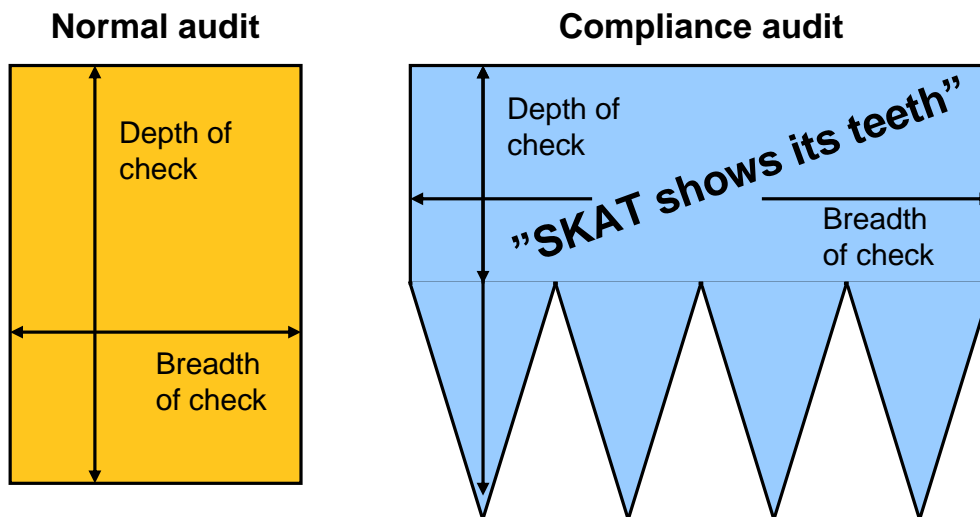 Normal audit
Depth of
check
Breadth
of check
Compliance audit
Depth of
check
”SKAT shows its teeth”
Breadth
of check